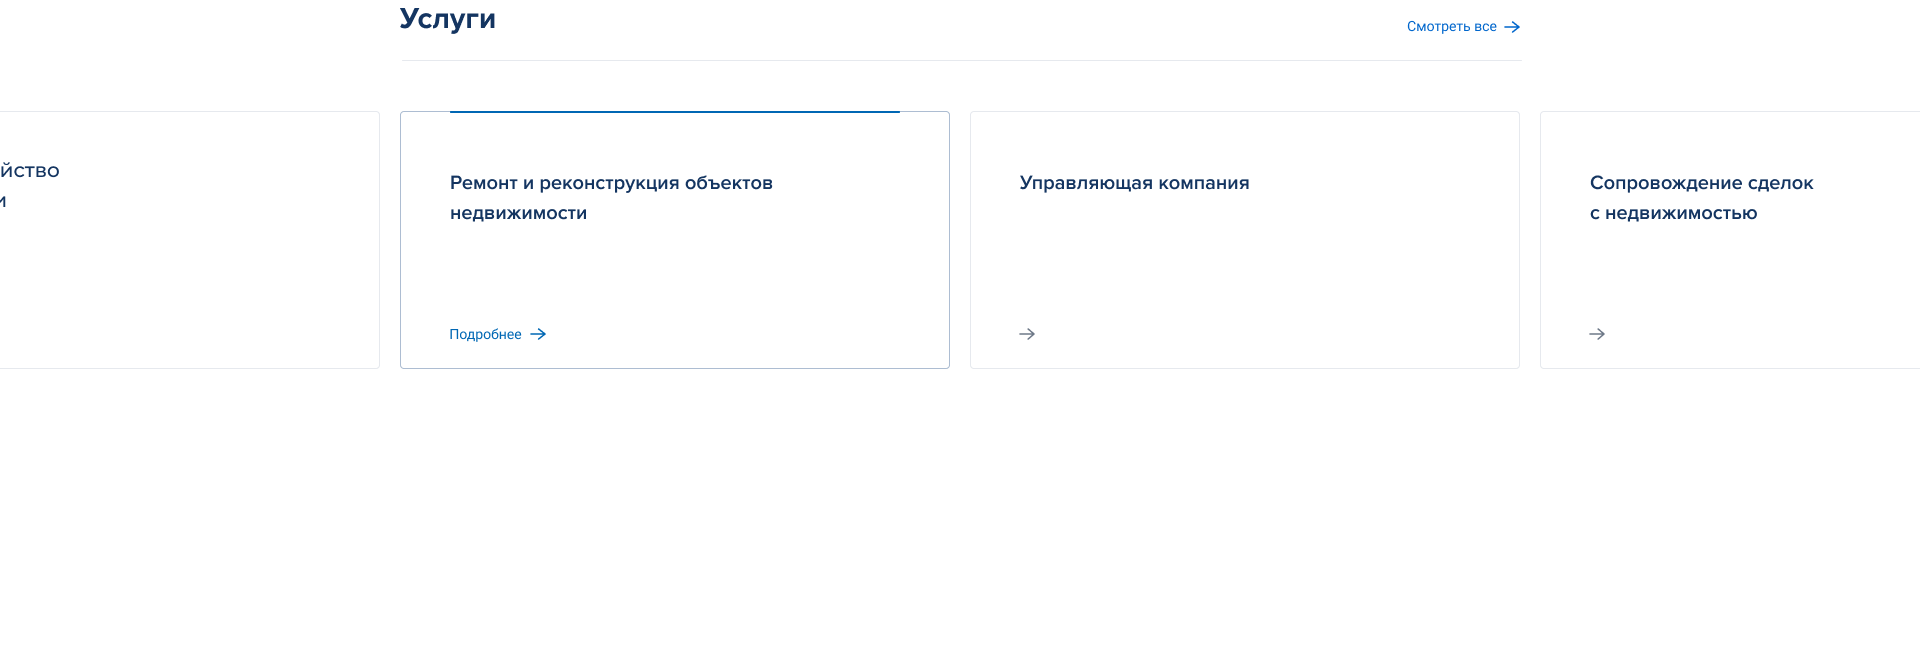 Услуги
Смотреть все
йство
и
Ремонт и реконструкция объектов
недвижимости
Подробнее
Управляющая компания
Сопровождение сделок
с недвижимостью